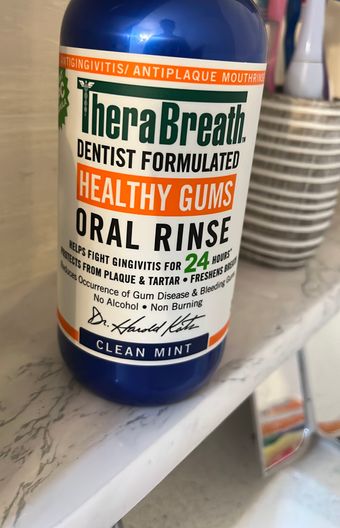 ANTIGINGIVITIS/ ANTIPLAQUE MOUTHRINSE
TheraBreath
DENTIST FORMULATED
HEALTHY GUMS
ORAL RINSE
HELPS FIGHT GINGIVITIS FOR 24 HOURS*
PROTECTS FROM PLAQUE & TARTAR • FRESHENS BREATH
Reduces Occurrence of Gum Disease & Bleeding Gums
No Alcohol • Non Burning
Dr. Harold Katz
CLEAN MINT